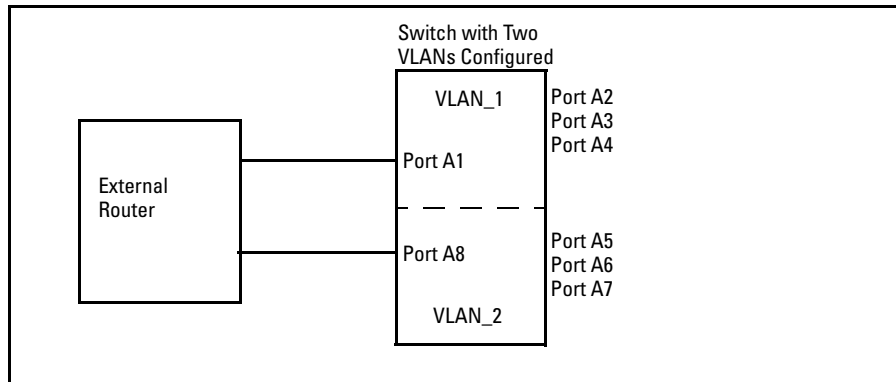 Switch with Two
VLANs Configured
VLAN_1
Port A2
Port A3
Port A4
Port A1
External
Router
Port A8
Port A5
Port A6
Port A7
VLAN_2